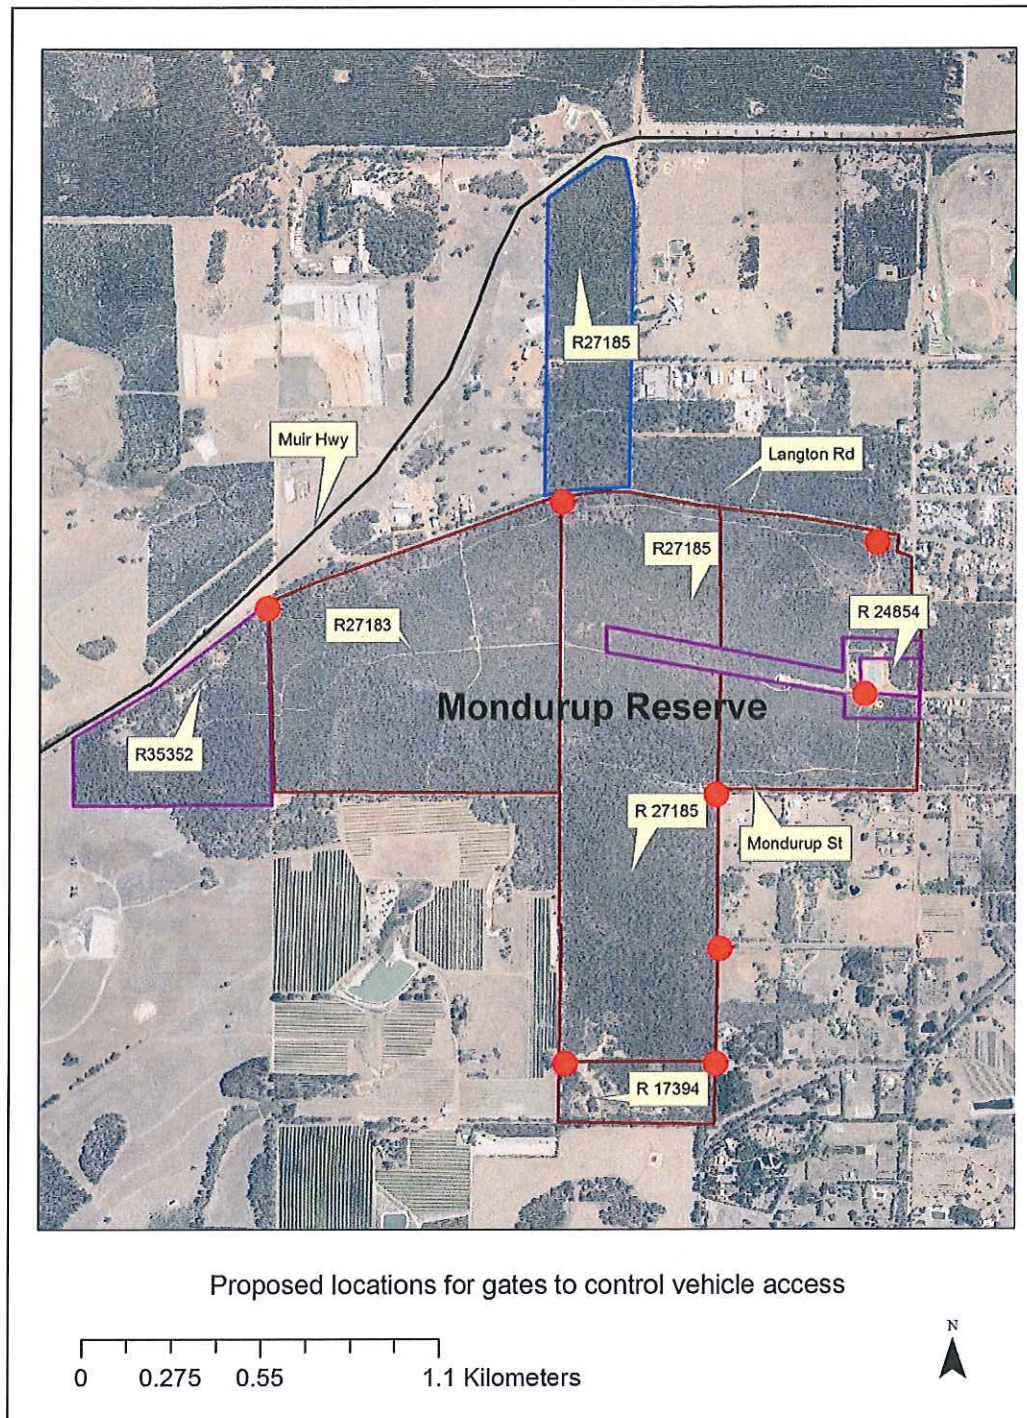 R27185
Muir Hwy
Langton Rd
R27185
R 24854
R27183
Mondurup Reserve
R35352
R 27185
Mondurup St
R 17394
Proposed locations for gates to control vehicle access
N
0 0.275 0.55 1.1 Kilometers